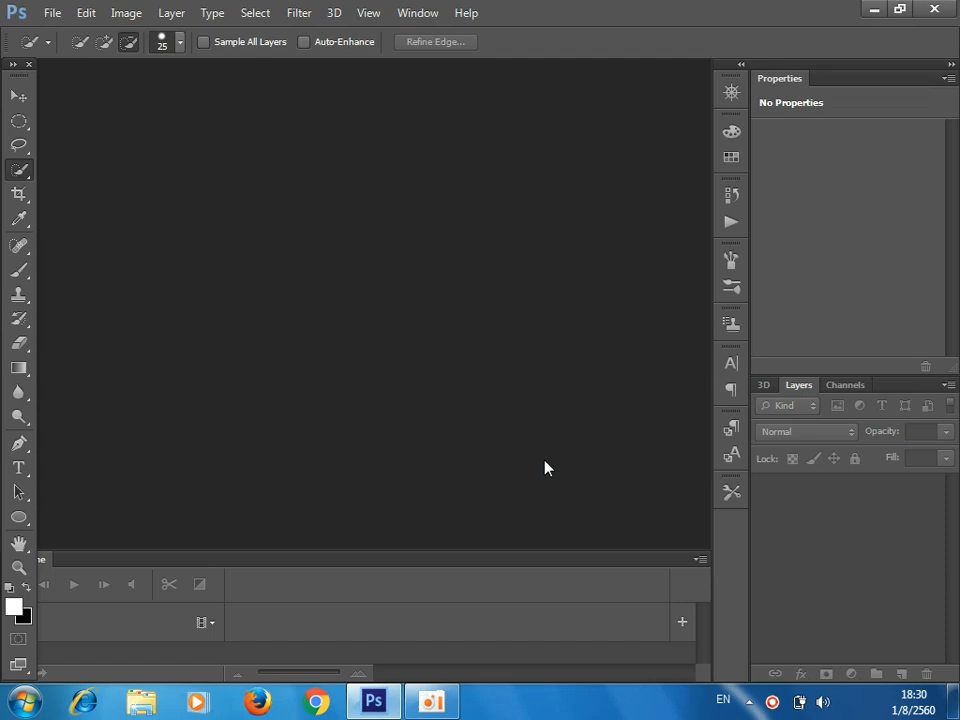 Ps File Edit Image Layer Type Select Filter 3D View Window Help
25 Sample All Layers Auto-Enhance Refine Edge...
Properties
No Properties
3D Layers Channels
Kind
Normal Opacity:
Lock: Fill:
Ps EN 18:30
1/8/2560